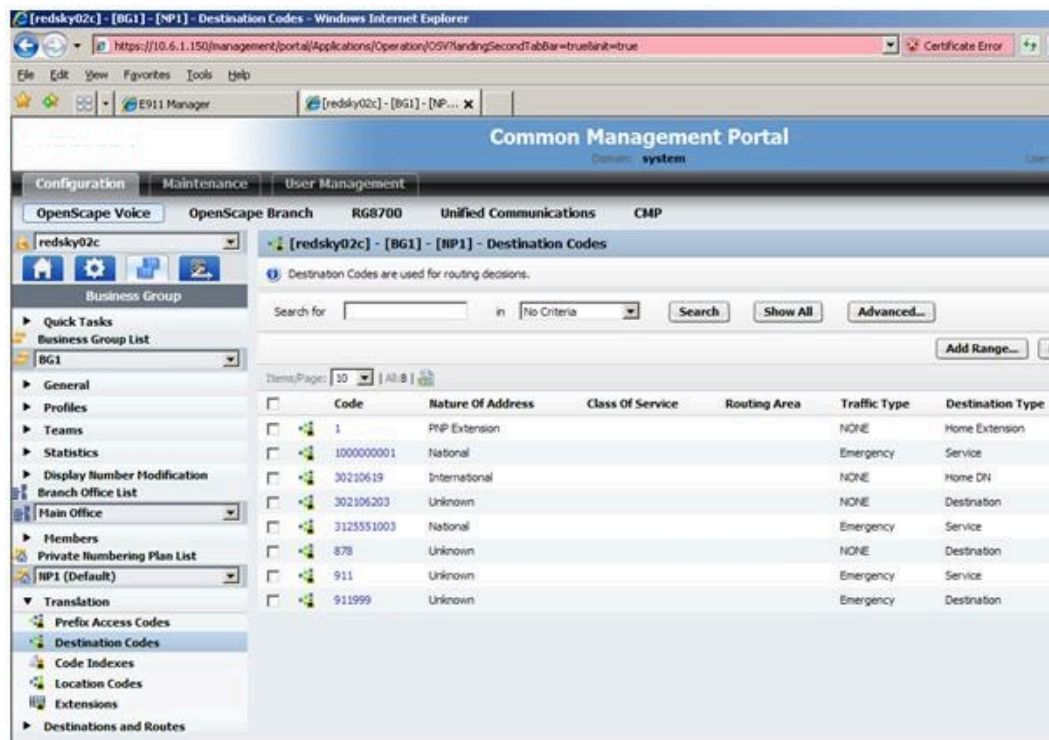 [redsky02c] - [BG1] - [NP1] - Destination Codes - Windows Internet Explorer
https://10.6.1.150/management/portal/Applications/Operation/OSV?landingSecondTabBar=true&init=true Certificate Error
File Edit View Favorites Tools Help
E911 Manager [redsky02c] - [BG1] - [NP...
Common Management Portal
Domain: system
Configuration Maintenance User Management
OpenScape Voice OpenScape Branch RG8700 Unified Communications CMP
redsky02c
[redsky02c] - [BG1] - [NP1] - Destination Codes
Destination Codes are used for routing decisions.
Business Group
Search for in No Criteria Search Show All Advanced...
Quick Tasks
Business Group List
Add Range...
BG1
Items/Page: 10 | All:8 |
General
Code Nature Of Address Class Of Service Routing Area Traffic Type Destination Type
1 PNP Extension NONE Home Extension
1000000001 National Emergency Service
30210619 International NONE Home DN
302106203 Unknown NONE Destination
3125551003 National Emergency Service
878 Unknown NONE Destination
911 Unknown Emergency Service
911999 Unknown Emergency Destination
Profiles
Teams
Statistics
Display Number Modification
Branch Office List
Main Office
Members
Private Numbering Plan List
NP1 (Default)
Translation
Prefix Access Codes
Destination Codes
Code Indexes
Location Codes
Extensions
Destinations and Routes